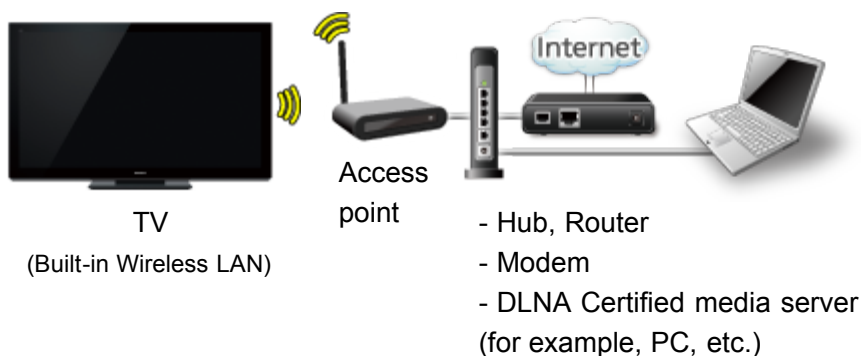 Internet
Access
point
TV
(Built-in Wireless LAN)
- Hub, Router
- Modem
- DLNA Certified media server
(for example, PC, etc.)